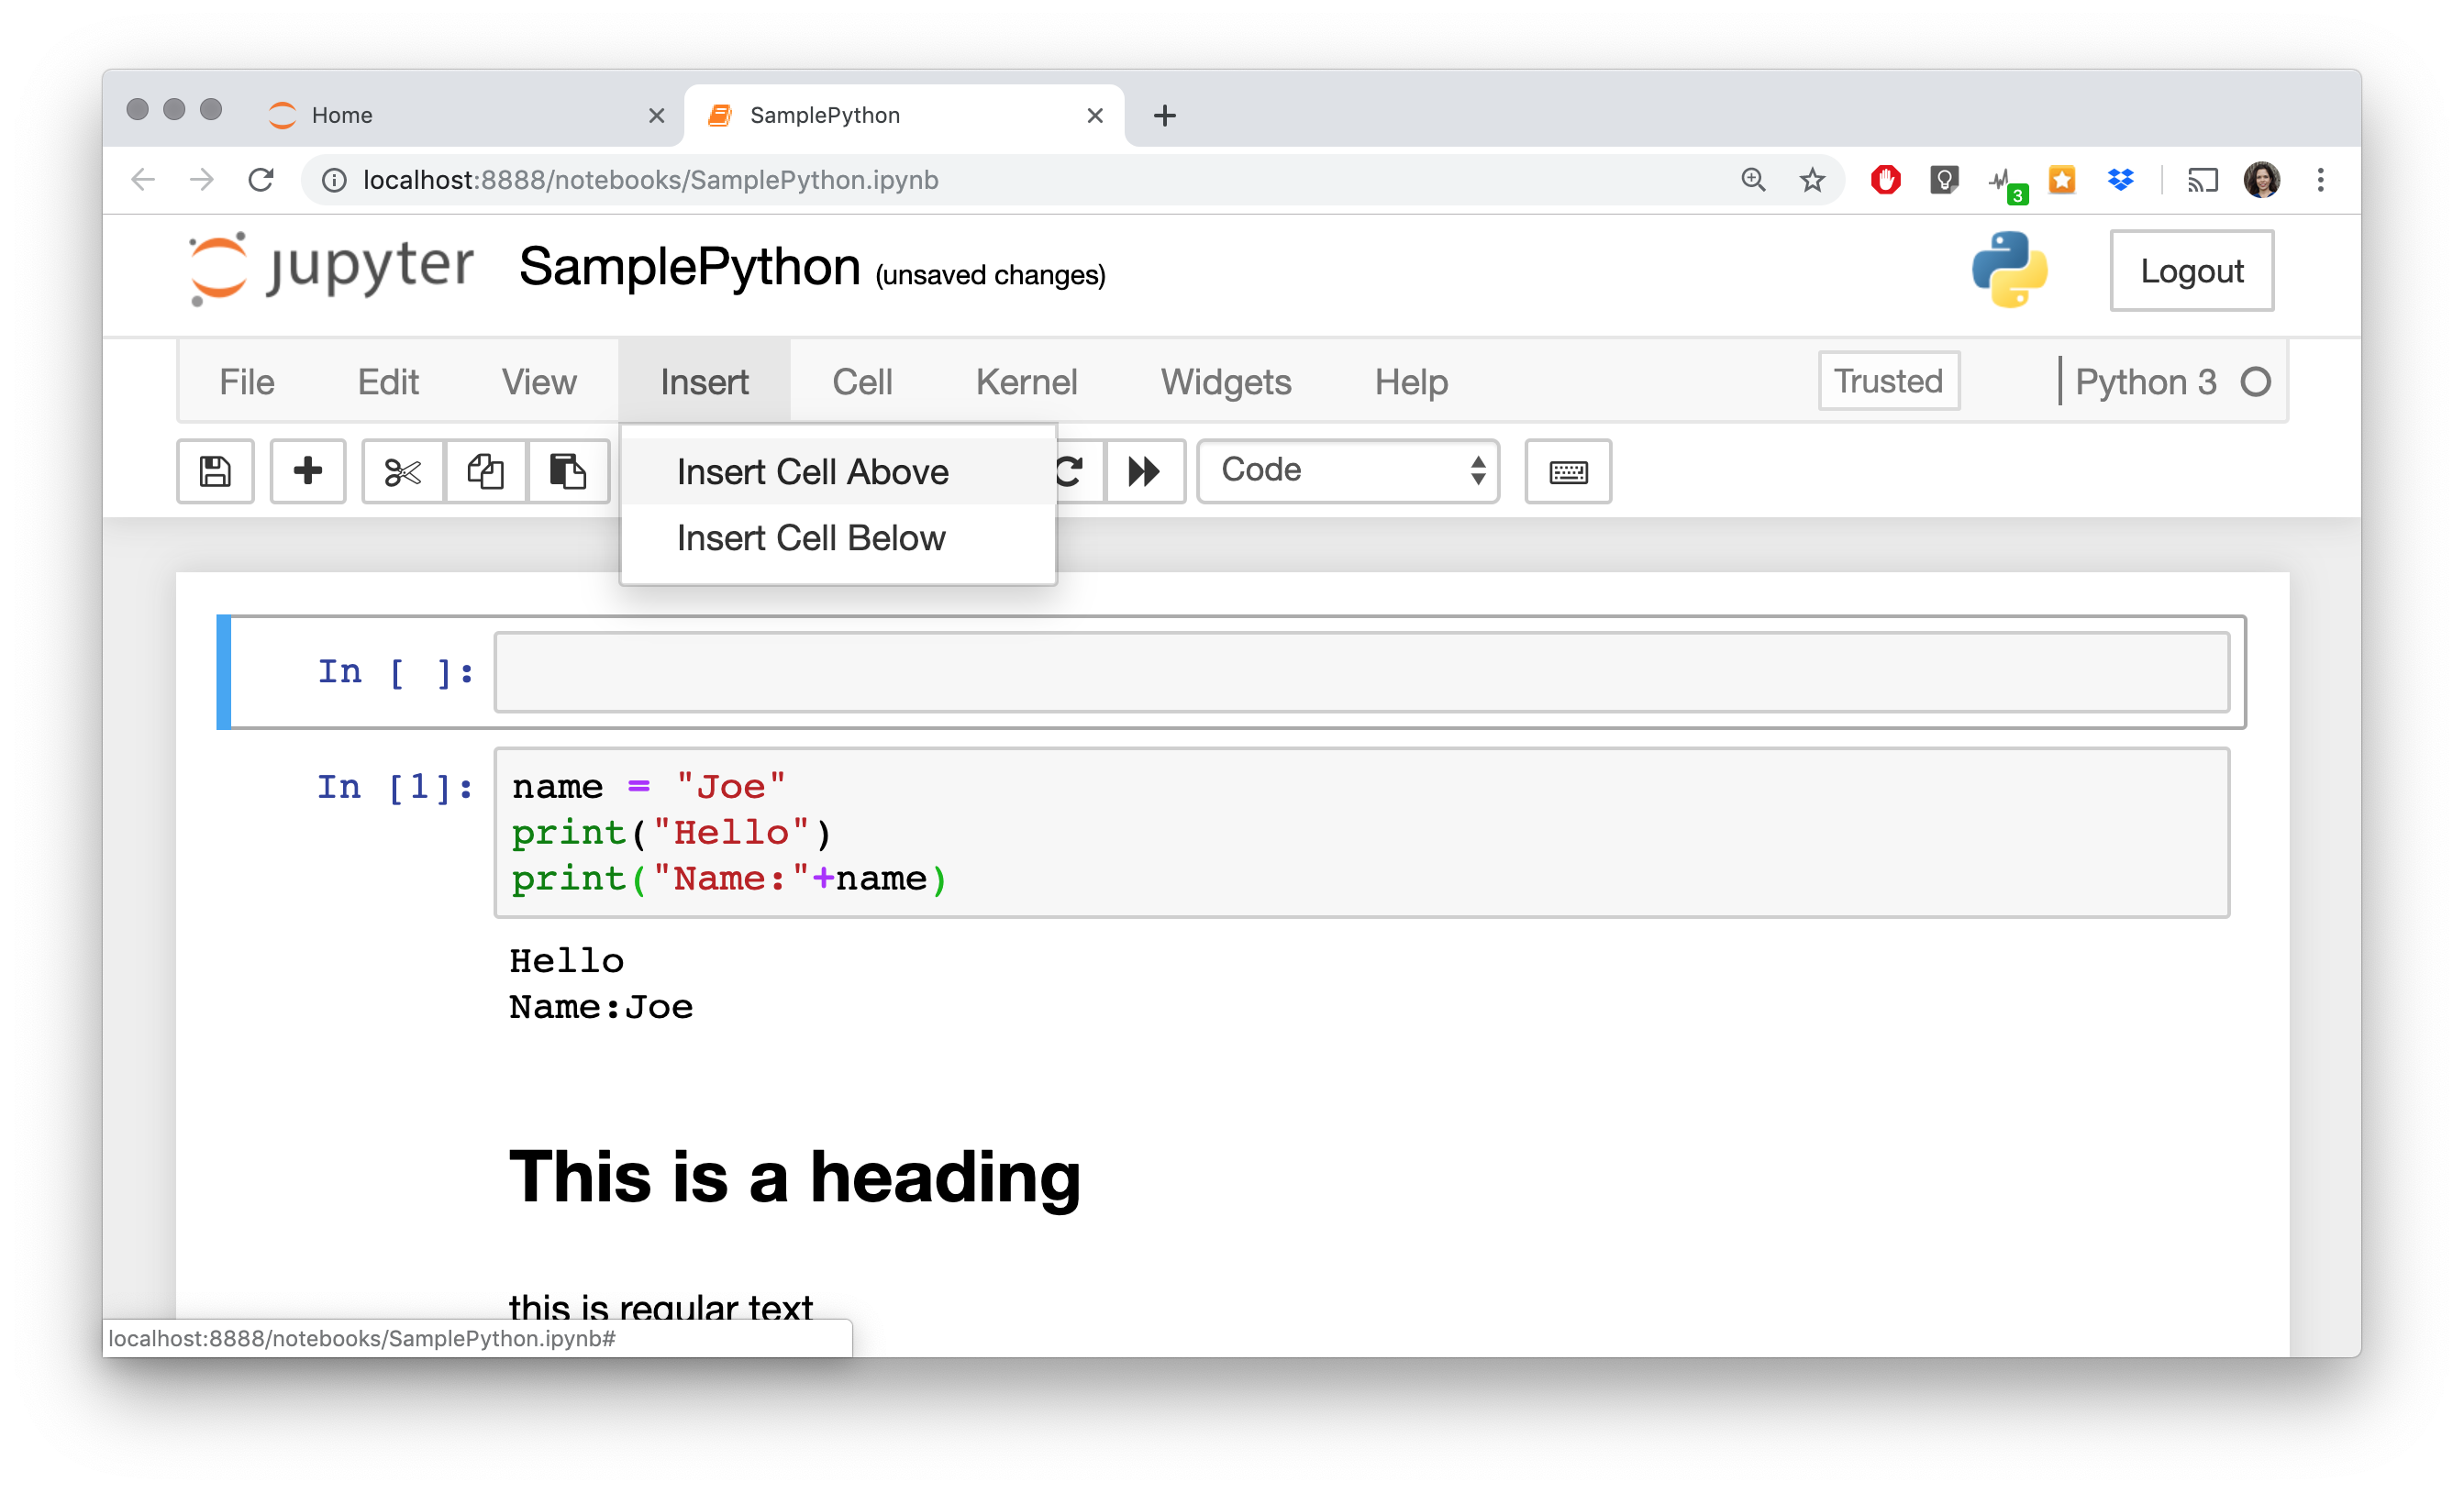 Home
SamplePython
localhost:8888/notebooks/SamplePython.ipynb
3
jupyter SamplePython (unsaved changes)
Logout
File Edit View Insert Cell Kernel Widgets Help Trusted Python 3
Insert Cell Above
Code
Insert Cell Below
In [ ]:
In [1]: name = "Joe"
print("Hello")
print("Name:"+name)
Hello
Name:Joe
This is a heading
this is regular text
localhost:8888/notebooks/SamplePython.ipynb#